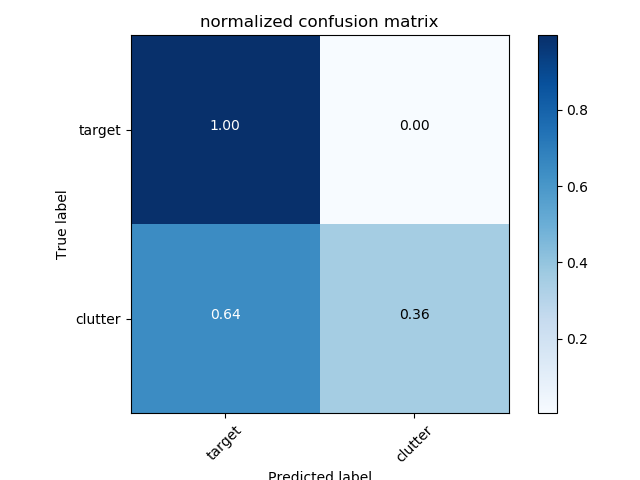 normalized confusion matrix
True label
target
1.00
0.00
clutter
0.64
0.36
target
clutter
Predicted label
0.8
0.6
0.4
0.2